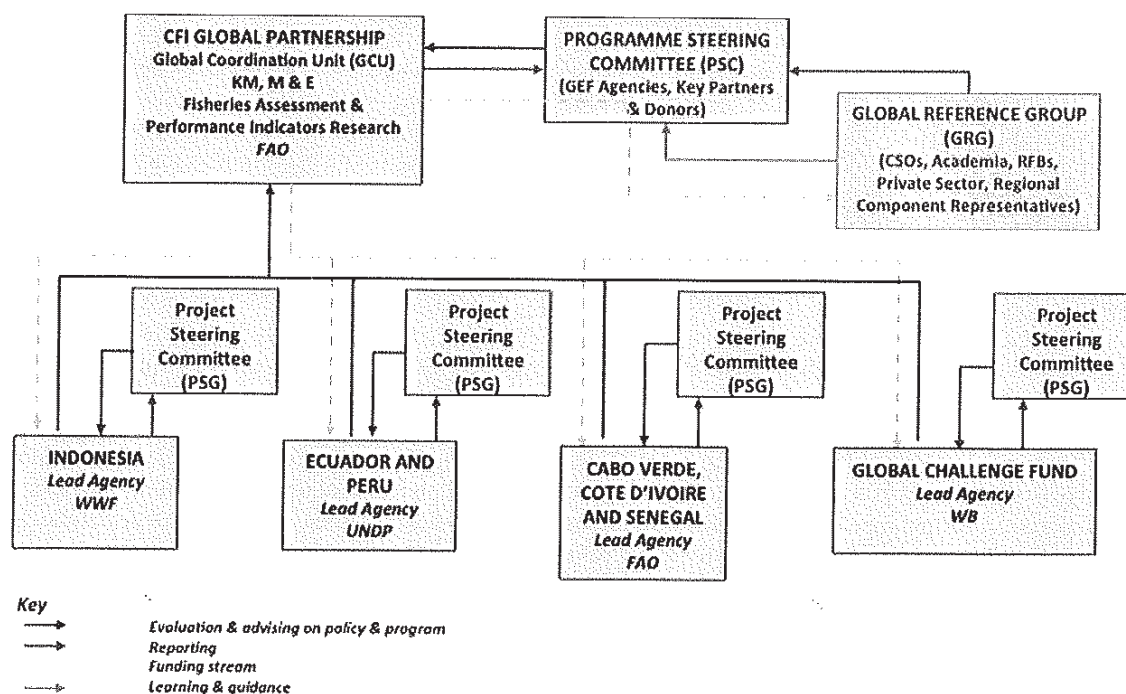 CFI GLOBAL PARTNERSHIP
Global Coordination Unit (GCU)
KM, M & E
Fisheries Assessment &
Performance Indicators Research
FAO
PROGRAMME STEERING
COMMITTEE (PSC)
(GEF Agencies, Key Partners
& Donors)
GLOBAL REFERENCE GROUP
(GRG)
(CSOs, Academia, RFBs,
Private Sector, Regional
Component Representatives)
Project
Steering
Committee
(PSG)
Project
Steering
Committee
(PSG)
Project
Steering
Committee
(PSG)
Project
Steering
Committee
(PSG)
INDONESIA
Lead Agency
WWF
ECUADOR AND
PERU
Lead Agency
UNDP
CABO VERDE,
COTE D'IVOIRE
AND SENEGAL
Lead Agency
FAO
GLOBAL CHALLENGE FUND
Lead Agency
WB
Key
Evaluation & advising on policy & program
Reporting
Funding stream
Learning & guidance